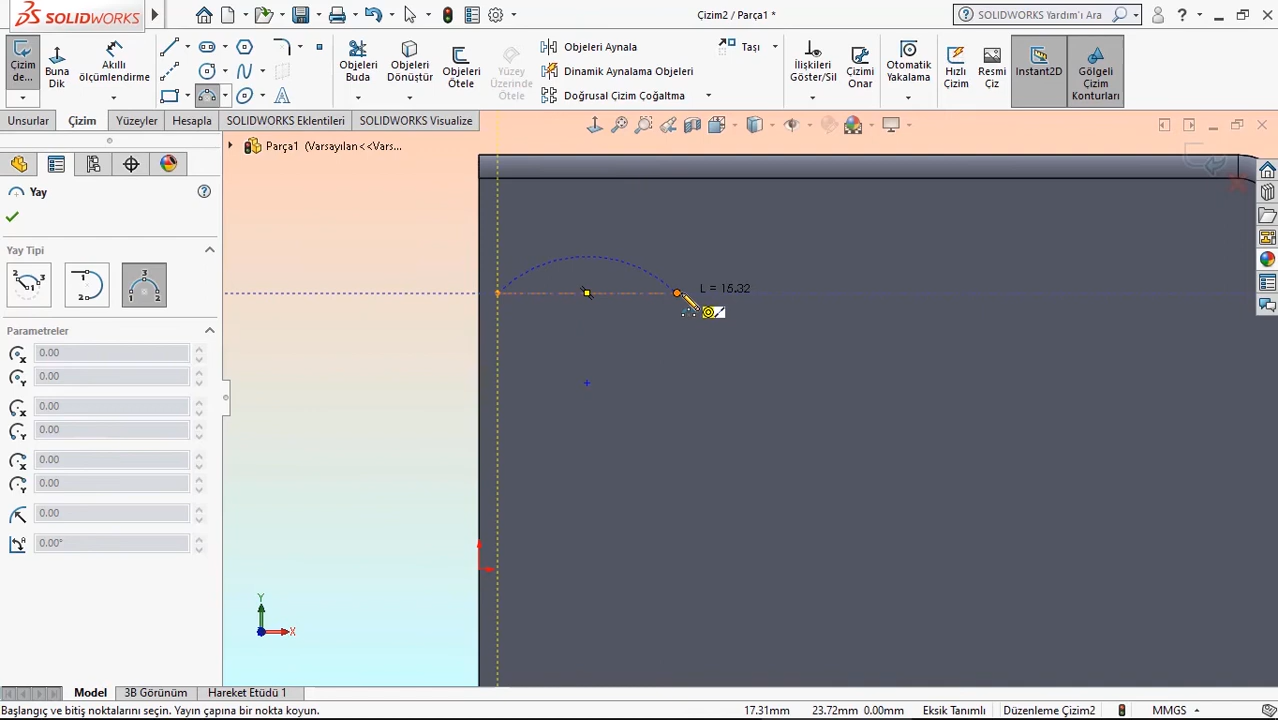 SOLIDWORKS
Çizim2 / Parça1 *
SOLIDWORKS Yardım'ı Ara
?
Çizim
de...
Buna
Dik
Akıllı
ölçümlendirme
Objeleri
Buda
Objeleri
Dönüştür
Objeleri
Ötele
Yüzey
Üzerinde
Ötele
Objeleri Aynala
Dinamik Aynalama Objeleri
Doğrusal Çizim Çoğaltma
Taşı
İlişkileri
Göster/Sil
Çizimi
Onar
Otomatik
Yakalama
Hızlı
Çizim
Resmi
Çiz
Instant2D
Gölgeli
Çizim
Konturları
Unsurlar
Çizim
Yüzeyler
Hesapla
SOLIDWORKS Eklentileri
SOLIDWORKS Visualize
Parça1 (Varsayılan<<Vars...
Yay
Yay Tipi
Parametreler
0.00
0.00
0.00
0.00
0.00
0.00
0.00
0.00°
L = 15.32
Y
X
Model
3B Görünüm
Hareket Etüdü 1
Başlangıç ve bitiş noktalarını seçin. Yayın çapına bir nokta koyun.
17.31mm
23.72mm 0.00mm
Eksik Tanımlı
Düzenleme Çizim2
MMGS